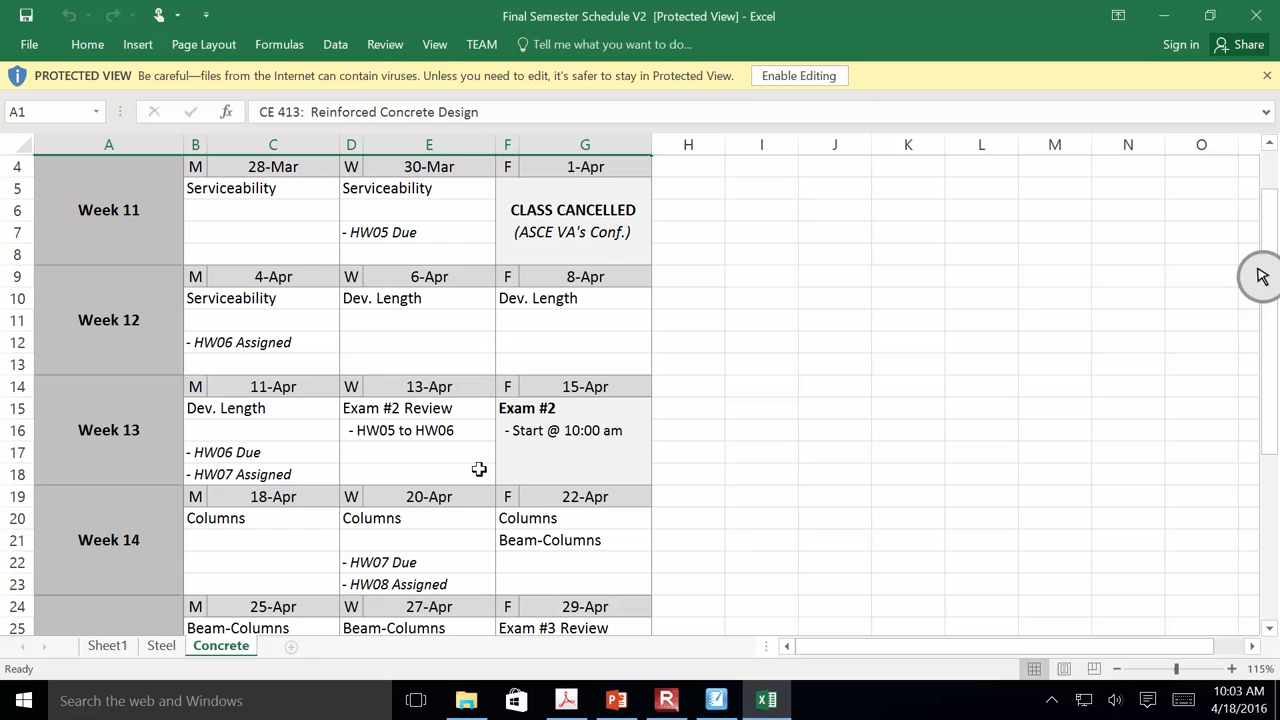 Final Semester Schedule V2 [Protected View] - Excel
File Home Insert Page Layout Formulas Data Review View TEAM Tell me what you want to do... Sign in Share
PROTECTED VIEW Be careful—files from the Internet can contain viruses. Unless you need to edit, it's safer to stay in Protected View. Enable Editing
A1 fx CE 413: Reinforced Concrete Design
A B C D E F G H I J K L M N O
4 M 28-Mar W 30-Mar F 1-Apr
5 Serviceability Serviceability
6 Week 11 CLASS CANCELLED
7 - HW05 Due (ASCE VA's Conf.)
8
9 M 4-Apr W 6-Apr F 8-Apr
10 Serviceability Dev. Length Dev. Length
11 Week 12
12 - HW06 Assigned
13
14 M 11-Apr W 13-Apr F 15-Apr
15 Dev. Length Exam #2 Review Exam #2
16 Week 13 - HW05 to HW06 - Start @ 10:00 am
17 - HW06 Due
18 - HW07 Assigned
19 M 18-Apr W 20-Apr F 22-Apr
20 Columns Columns Columns
21 Week 14 Beam-Columns
22 - HW07 Due
23 - HW08 Assigned
24 M 25-Apr W 27-Apr F 29-Apr
25 Beam-Columns Beam-Columns Exam #3 Review
Sheet1 Steel Concrete
Ready 115%
Search the web and Windows 10:03 AM
4/18/2016